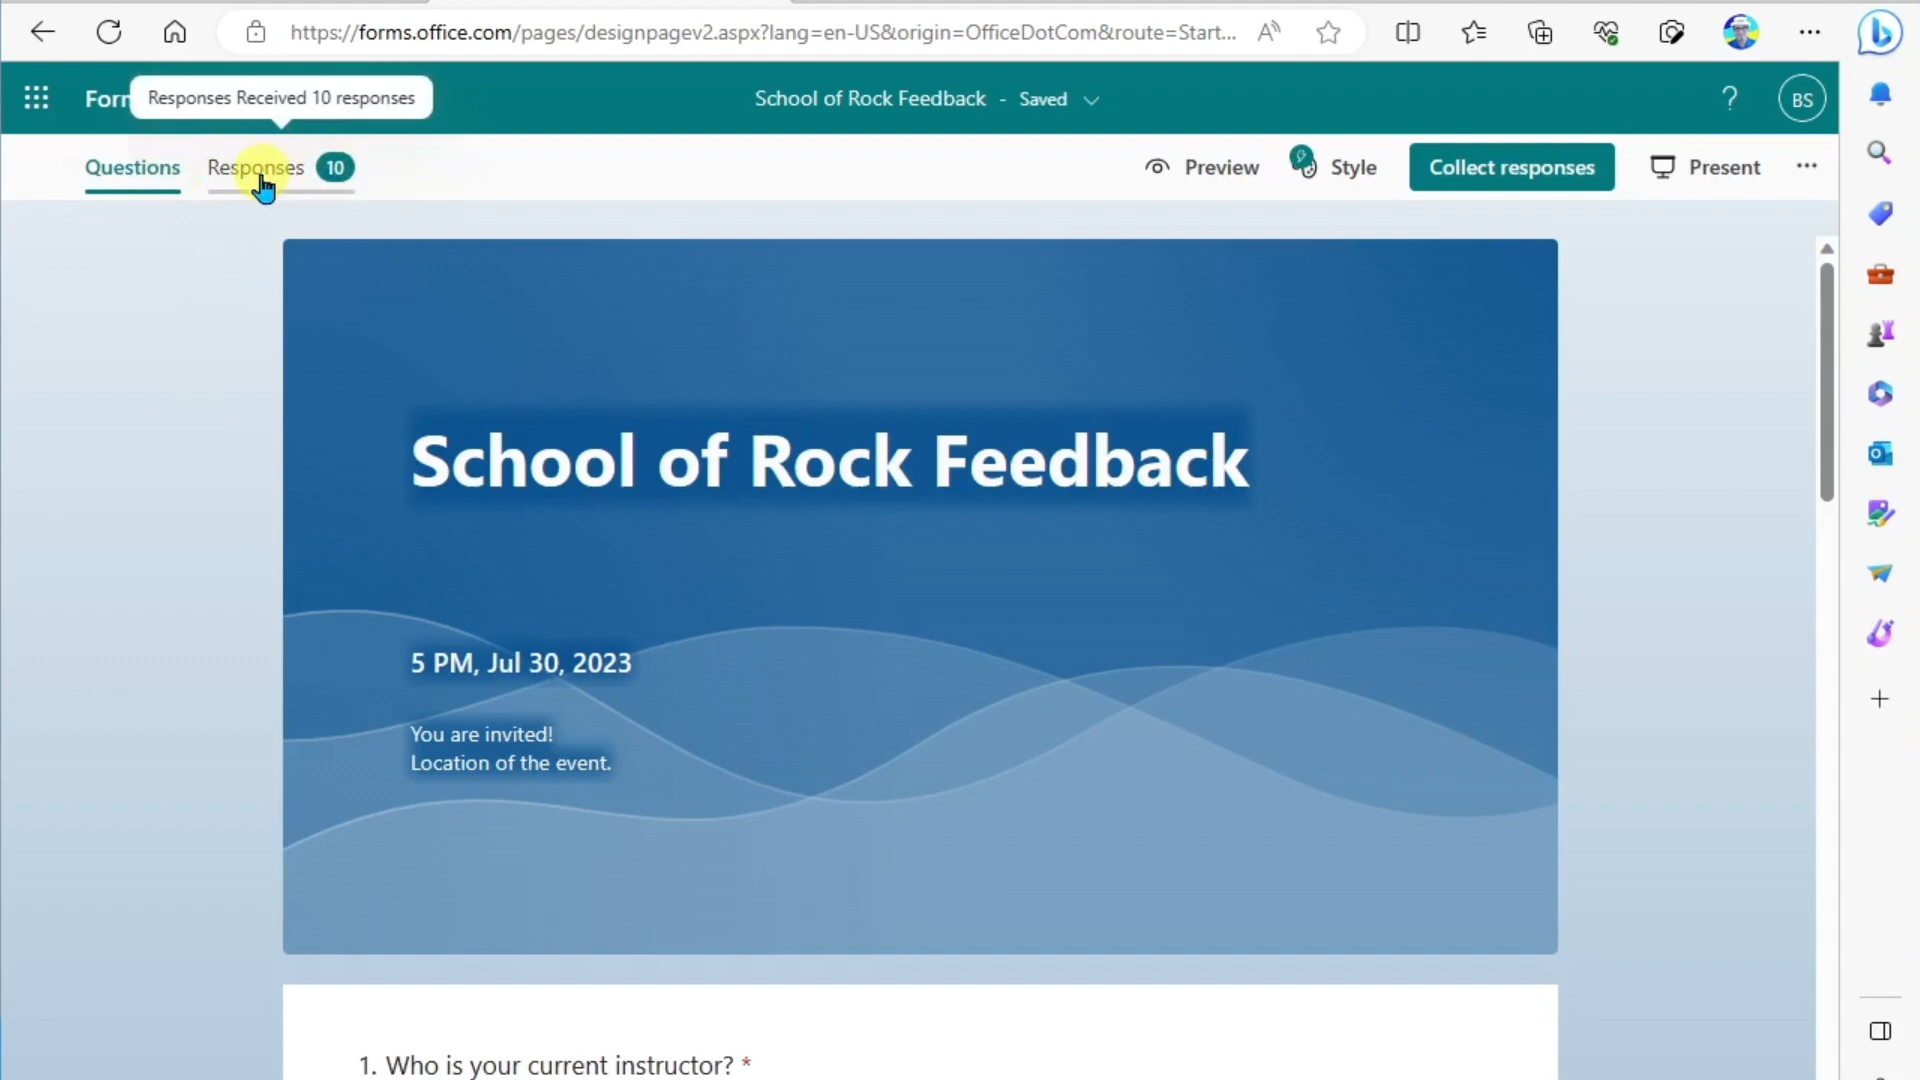 https://forms.office.com/pages/designpagev2.aspx?lang=en-US&origin=OfficeDotCom&route=Start...
Responses Received 10 responses
School of Rock Feedback - Saved
?
BS
Questions
Responses 10
Preview
Style
Collect responses
Present
School of Rock Feedback
5 PM, Jul 30, 2023
You are invited!
Location of the event.
1. Who is your current instructor? *